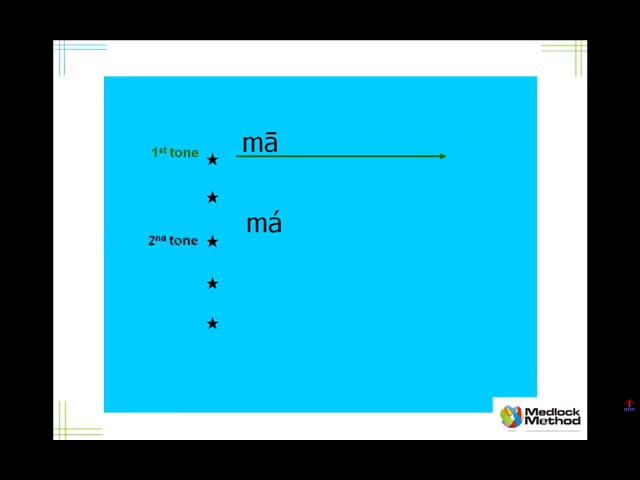 mā
1st tone
má
2nd tone
Medlock
Method